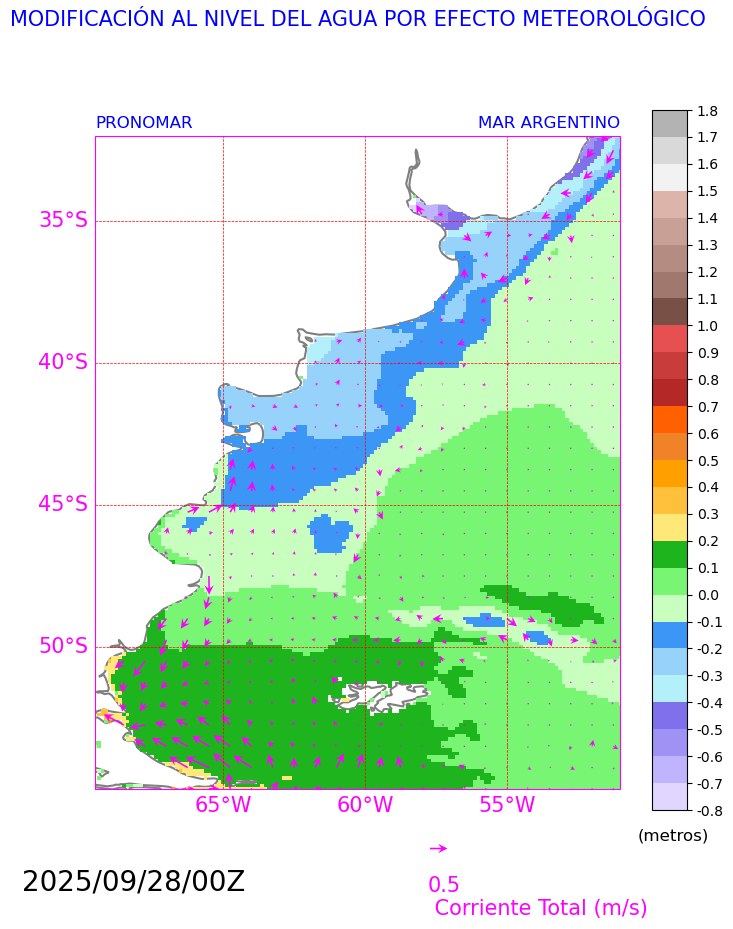 MODIFICACIÓN AL NIVEL DEL AGUA POR EFECTO METEOROLÓGICO
PRONOMAR
MAR ARGENTINO
35°S
40°S
45°S
50°S
65°W
60°W
55°W
1.8
1.7
1.6
1.5
1.4
1.3
1.2
1.1
1.0
0.9
0.8
0.7
0.6
0.5
0.4
0.3
0.2
0.1
0.0
-0.1
-0.2
-0.3
-0.4
-0.5
-0.6
-0.7
-0.8
(metros)
2025/09/28/00Z
0.5
Corriente Total (m/s)